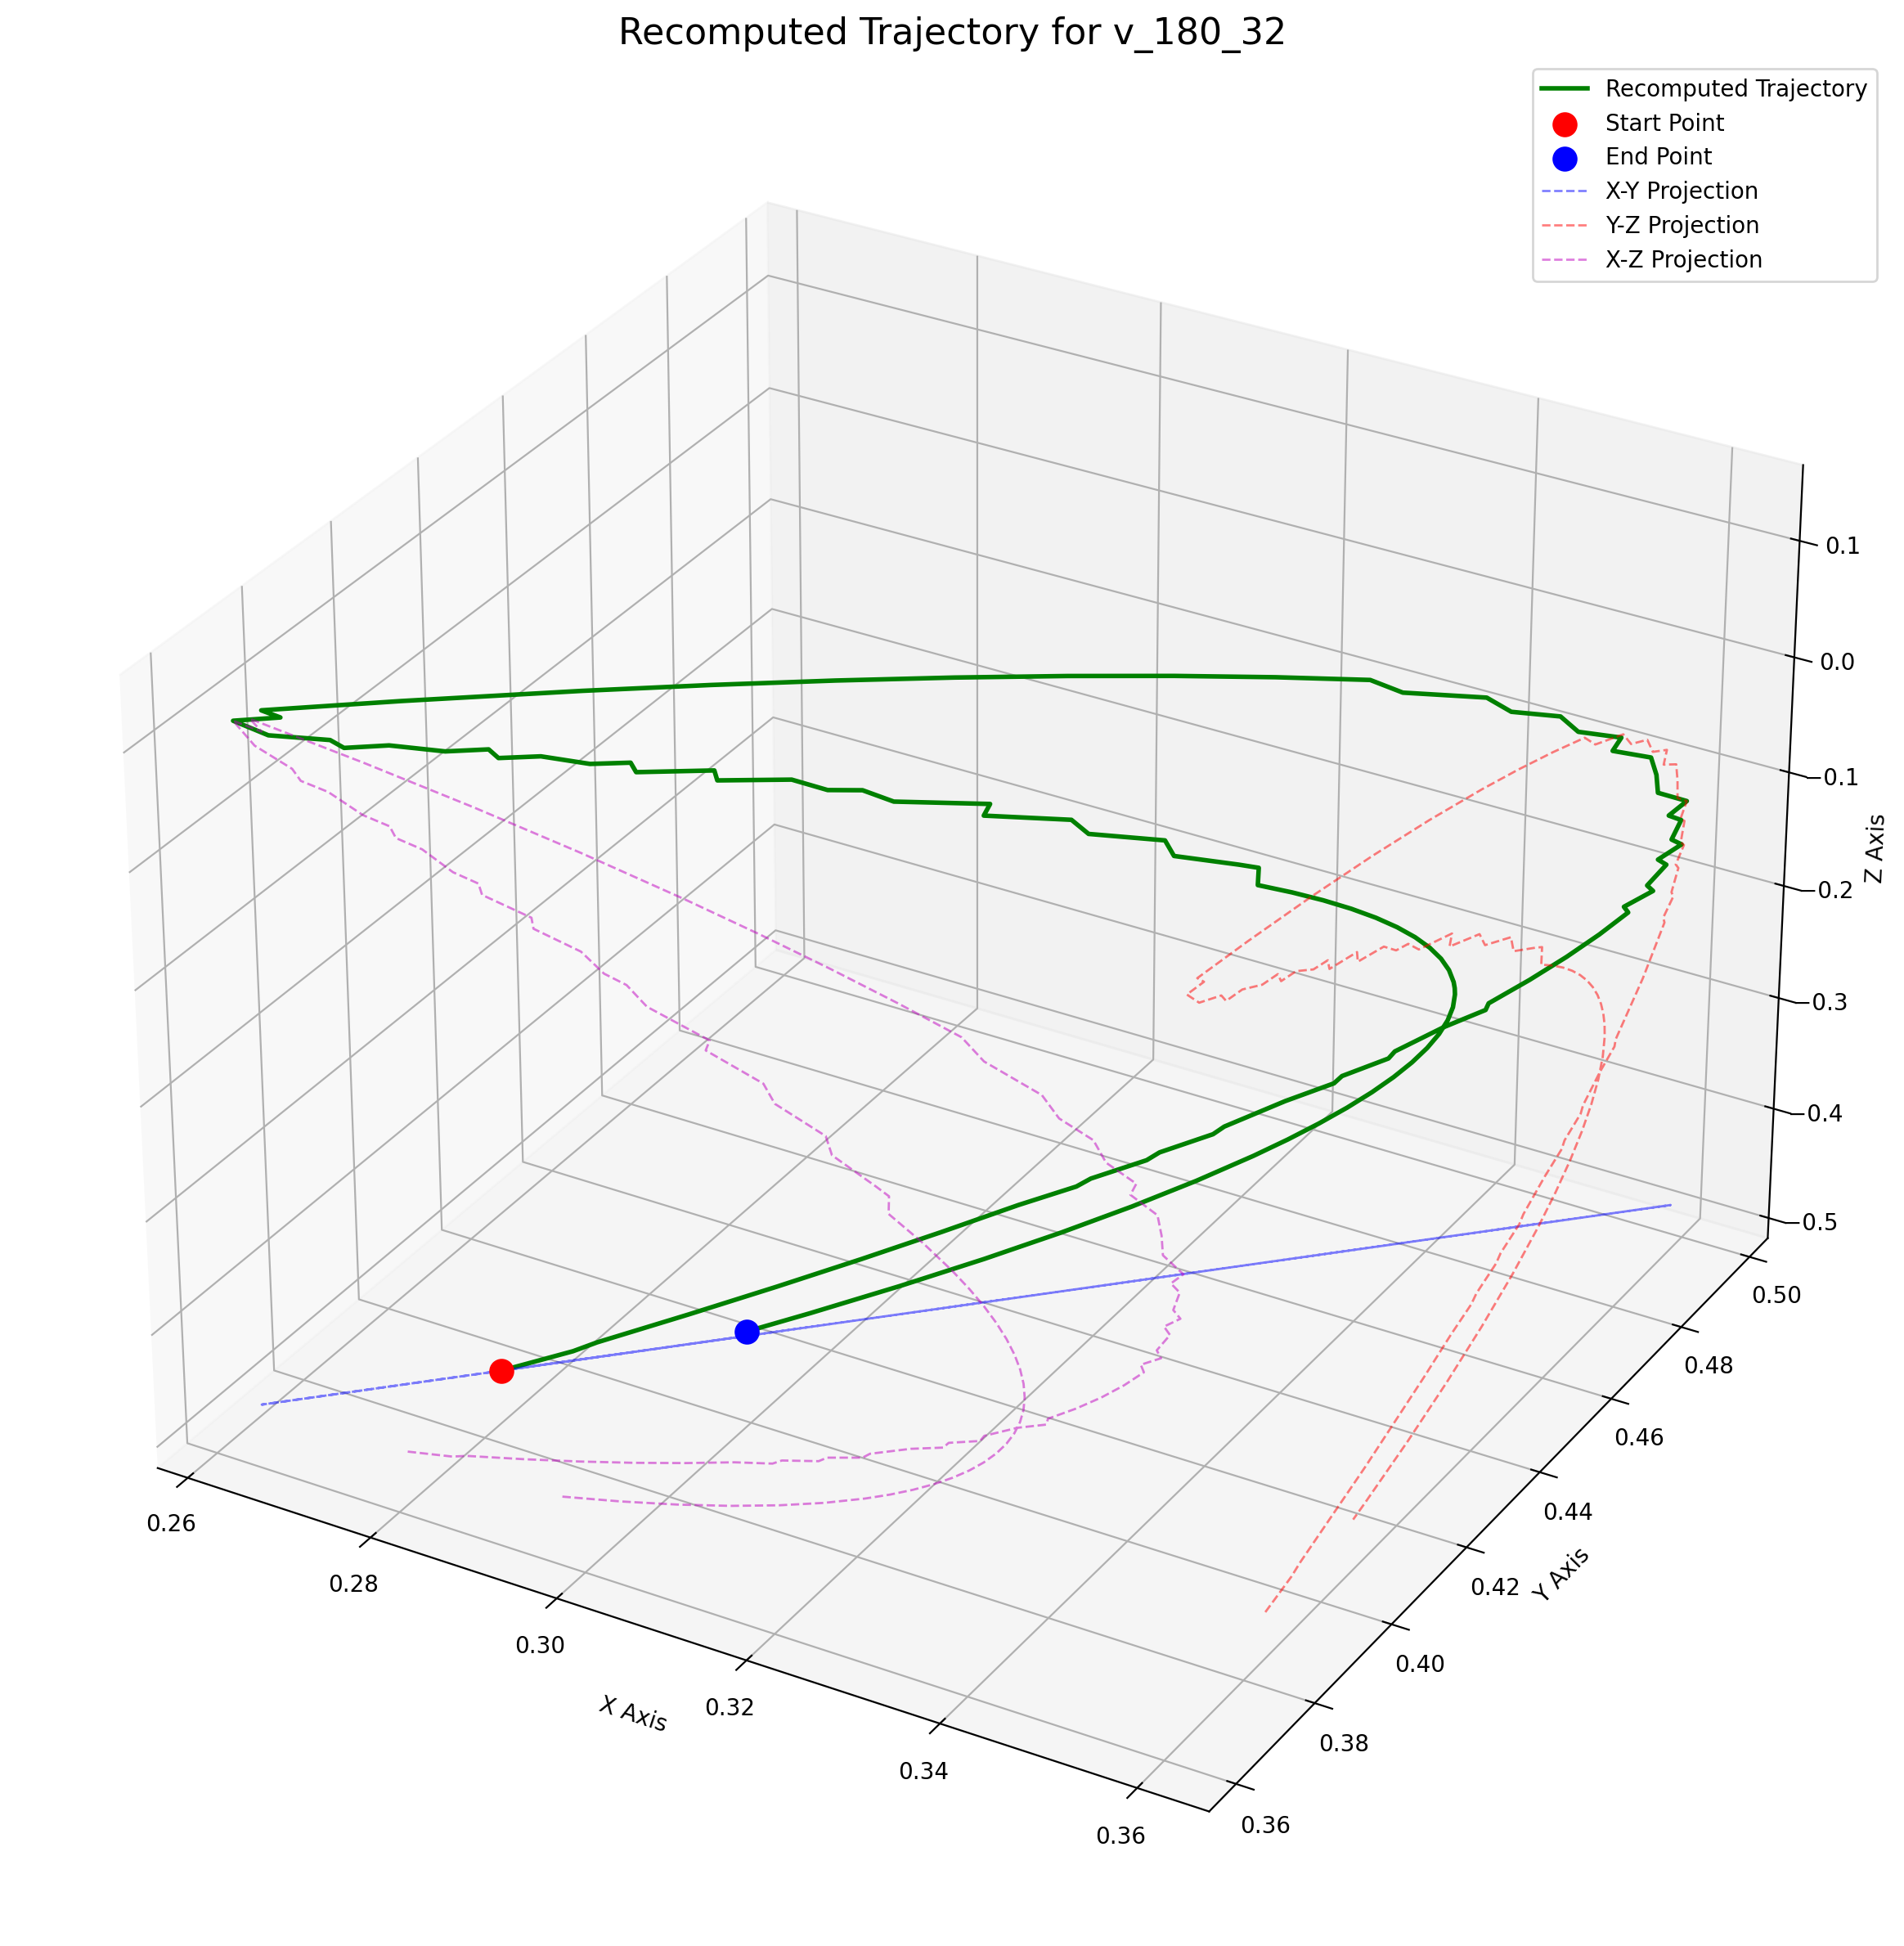 Recomputed Trajectory for v_180_32
Recomputed Trajectory
Start Point
End Point
X-Y Projection
Y-Z Projection
X-Z Projection
0.1
0.0
−0.1
−0.2
−0.3
−0.4
−0.5
Z Axis
0.50
0.48
0.46
0.44
0.42
0.40
0.38
0.36
Y Axis
0.26
0.28
0.30
0.32
0.34
0.36
X Axis